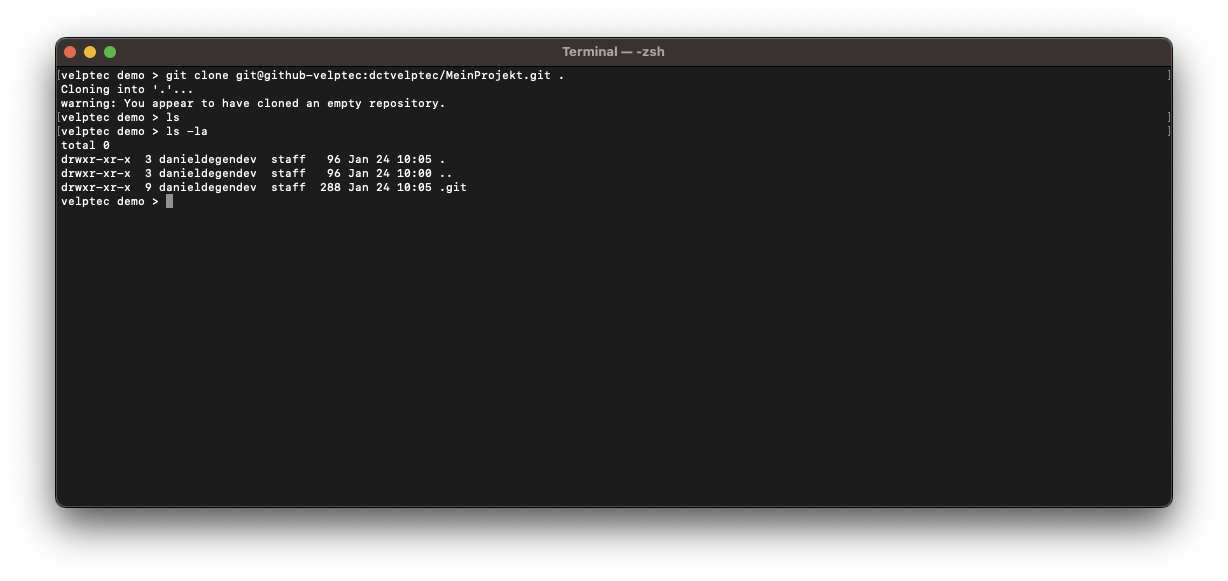 Terminal — -zsh
[velptec demo > git clone git@github-velptec:dctvelptec/MeinProjekt.git . ]
Cloning into '.'...
warning: You appear to have cloned an empty repository.
[velptec demo > ls ]
[velptec demo > ls -la ]
total 0
drwxr-xr-x  3 danieldegendev  staff   96 Jan 24 10:05 .
drwxr-xr-x  3 danieldegendev  staff   96 Jan 24 10:00 ..
drwxr-xr-x  9 danieldegendev  staff  288 Jan 24 10:05 .git
velptec demo >